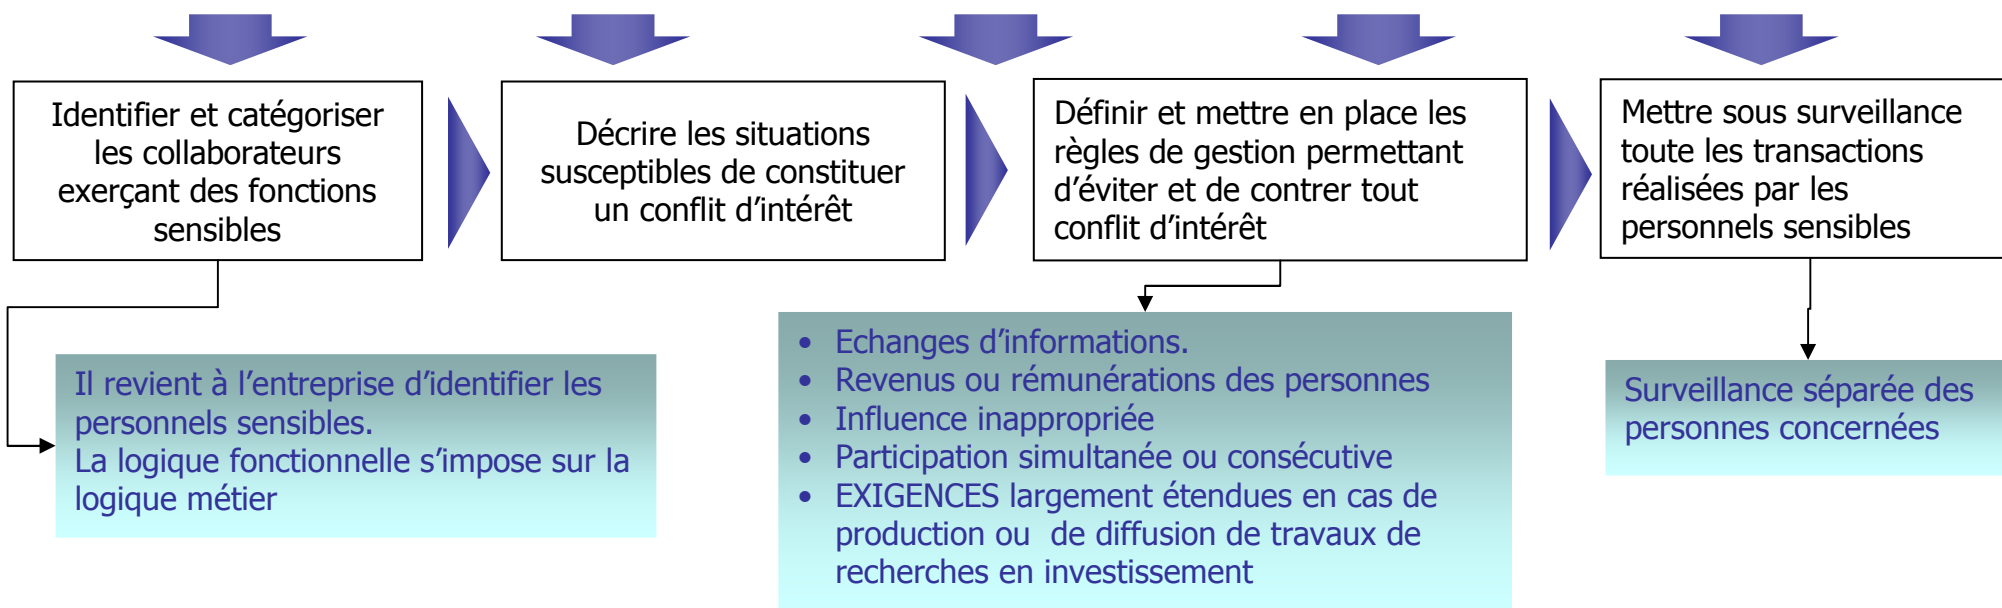 Identifier et catégoriser
les collaborateurs
exerçant des fonctions
sensibles
Décrire les situations
susceptibles de constituer
un conflit d’intérêt
Définir et mettre en place les
règles de gestion permettant
d’éviter et de contrer tout
conflit d’intérêt
Mettre sous surveillance
toute les transactions
réalisées par les
personnels sensibles
Il revient à l’entreprise d’identifier les
personnels sensibles.
La logique fonctionnelle s’impose sur la
logique métier
• Echanges d’informations.
• Revenus ou rémunérations des personnes
• Influence inappropriée
• Participation simultanée ou consécutive
• EXIGENCES largement étendues en cas de
production ou de diffusion de travaux de
recherches en investissement
Surveillance séparée des
personnes concernées